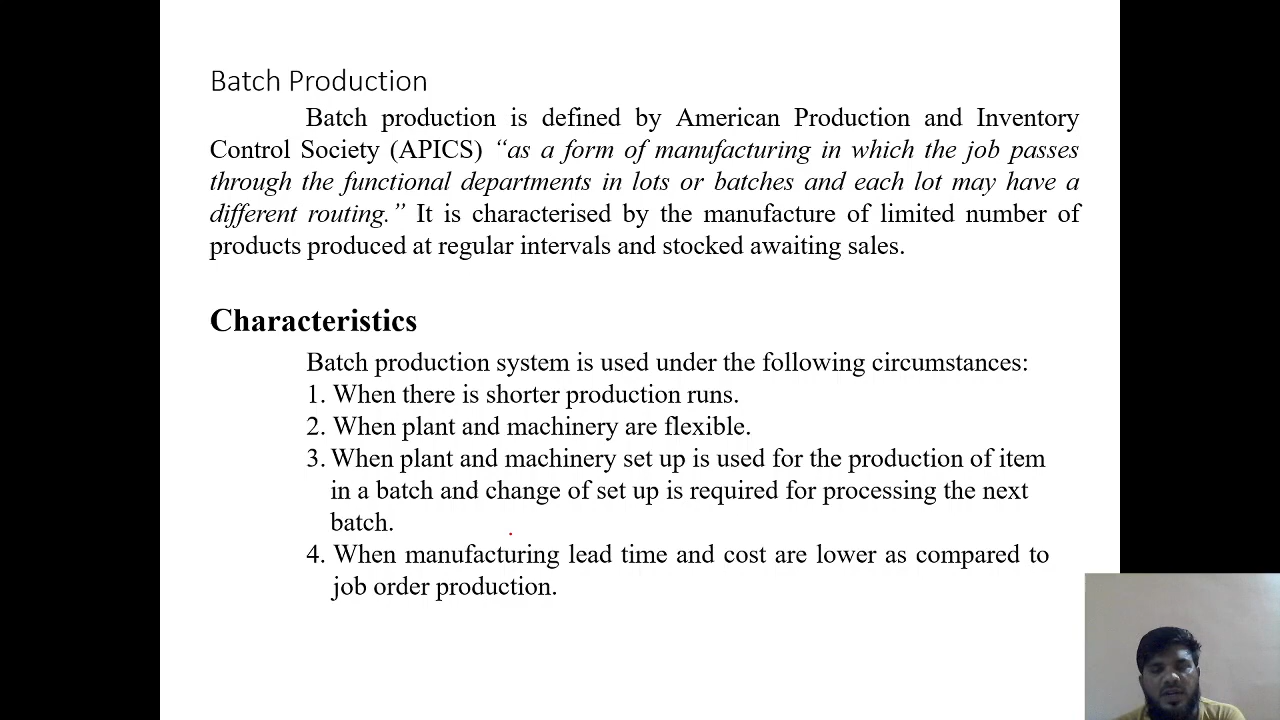 Batch Production
Batch production is defined by American Production and Inventory
Control Society (APICS) “as a form of manufacturing in which the job passes
through the functional departments in lots or batches and each lot may have a
different routing.” It is characterised by the manufacture of limited number of
products produced at regular intervals and stocked awaiting sales.
Characteristics
Batch production system is used under the following circumstances:
1. When there is shorter production runs.
2. When plant and machinery are flexible.
3. When plant and machinery set up is used for the production of item
in a batch and change of set up is required for processing the next
batch.
4. When manufacturing lead time and cost are lower as compared to
job order production.